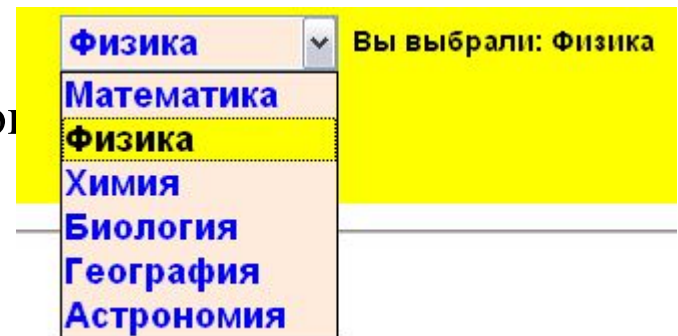 Физика Вы выбрали: Физика
Математика
Физика
Химия
Биология
География
Астрономия